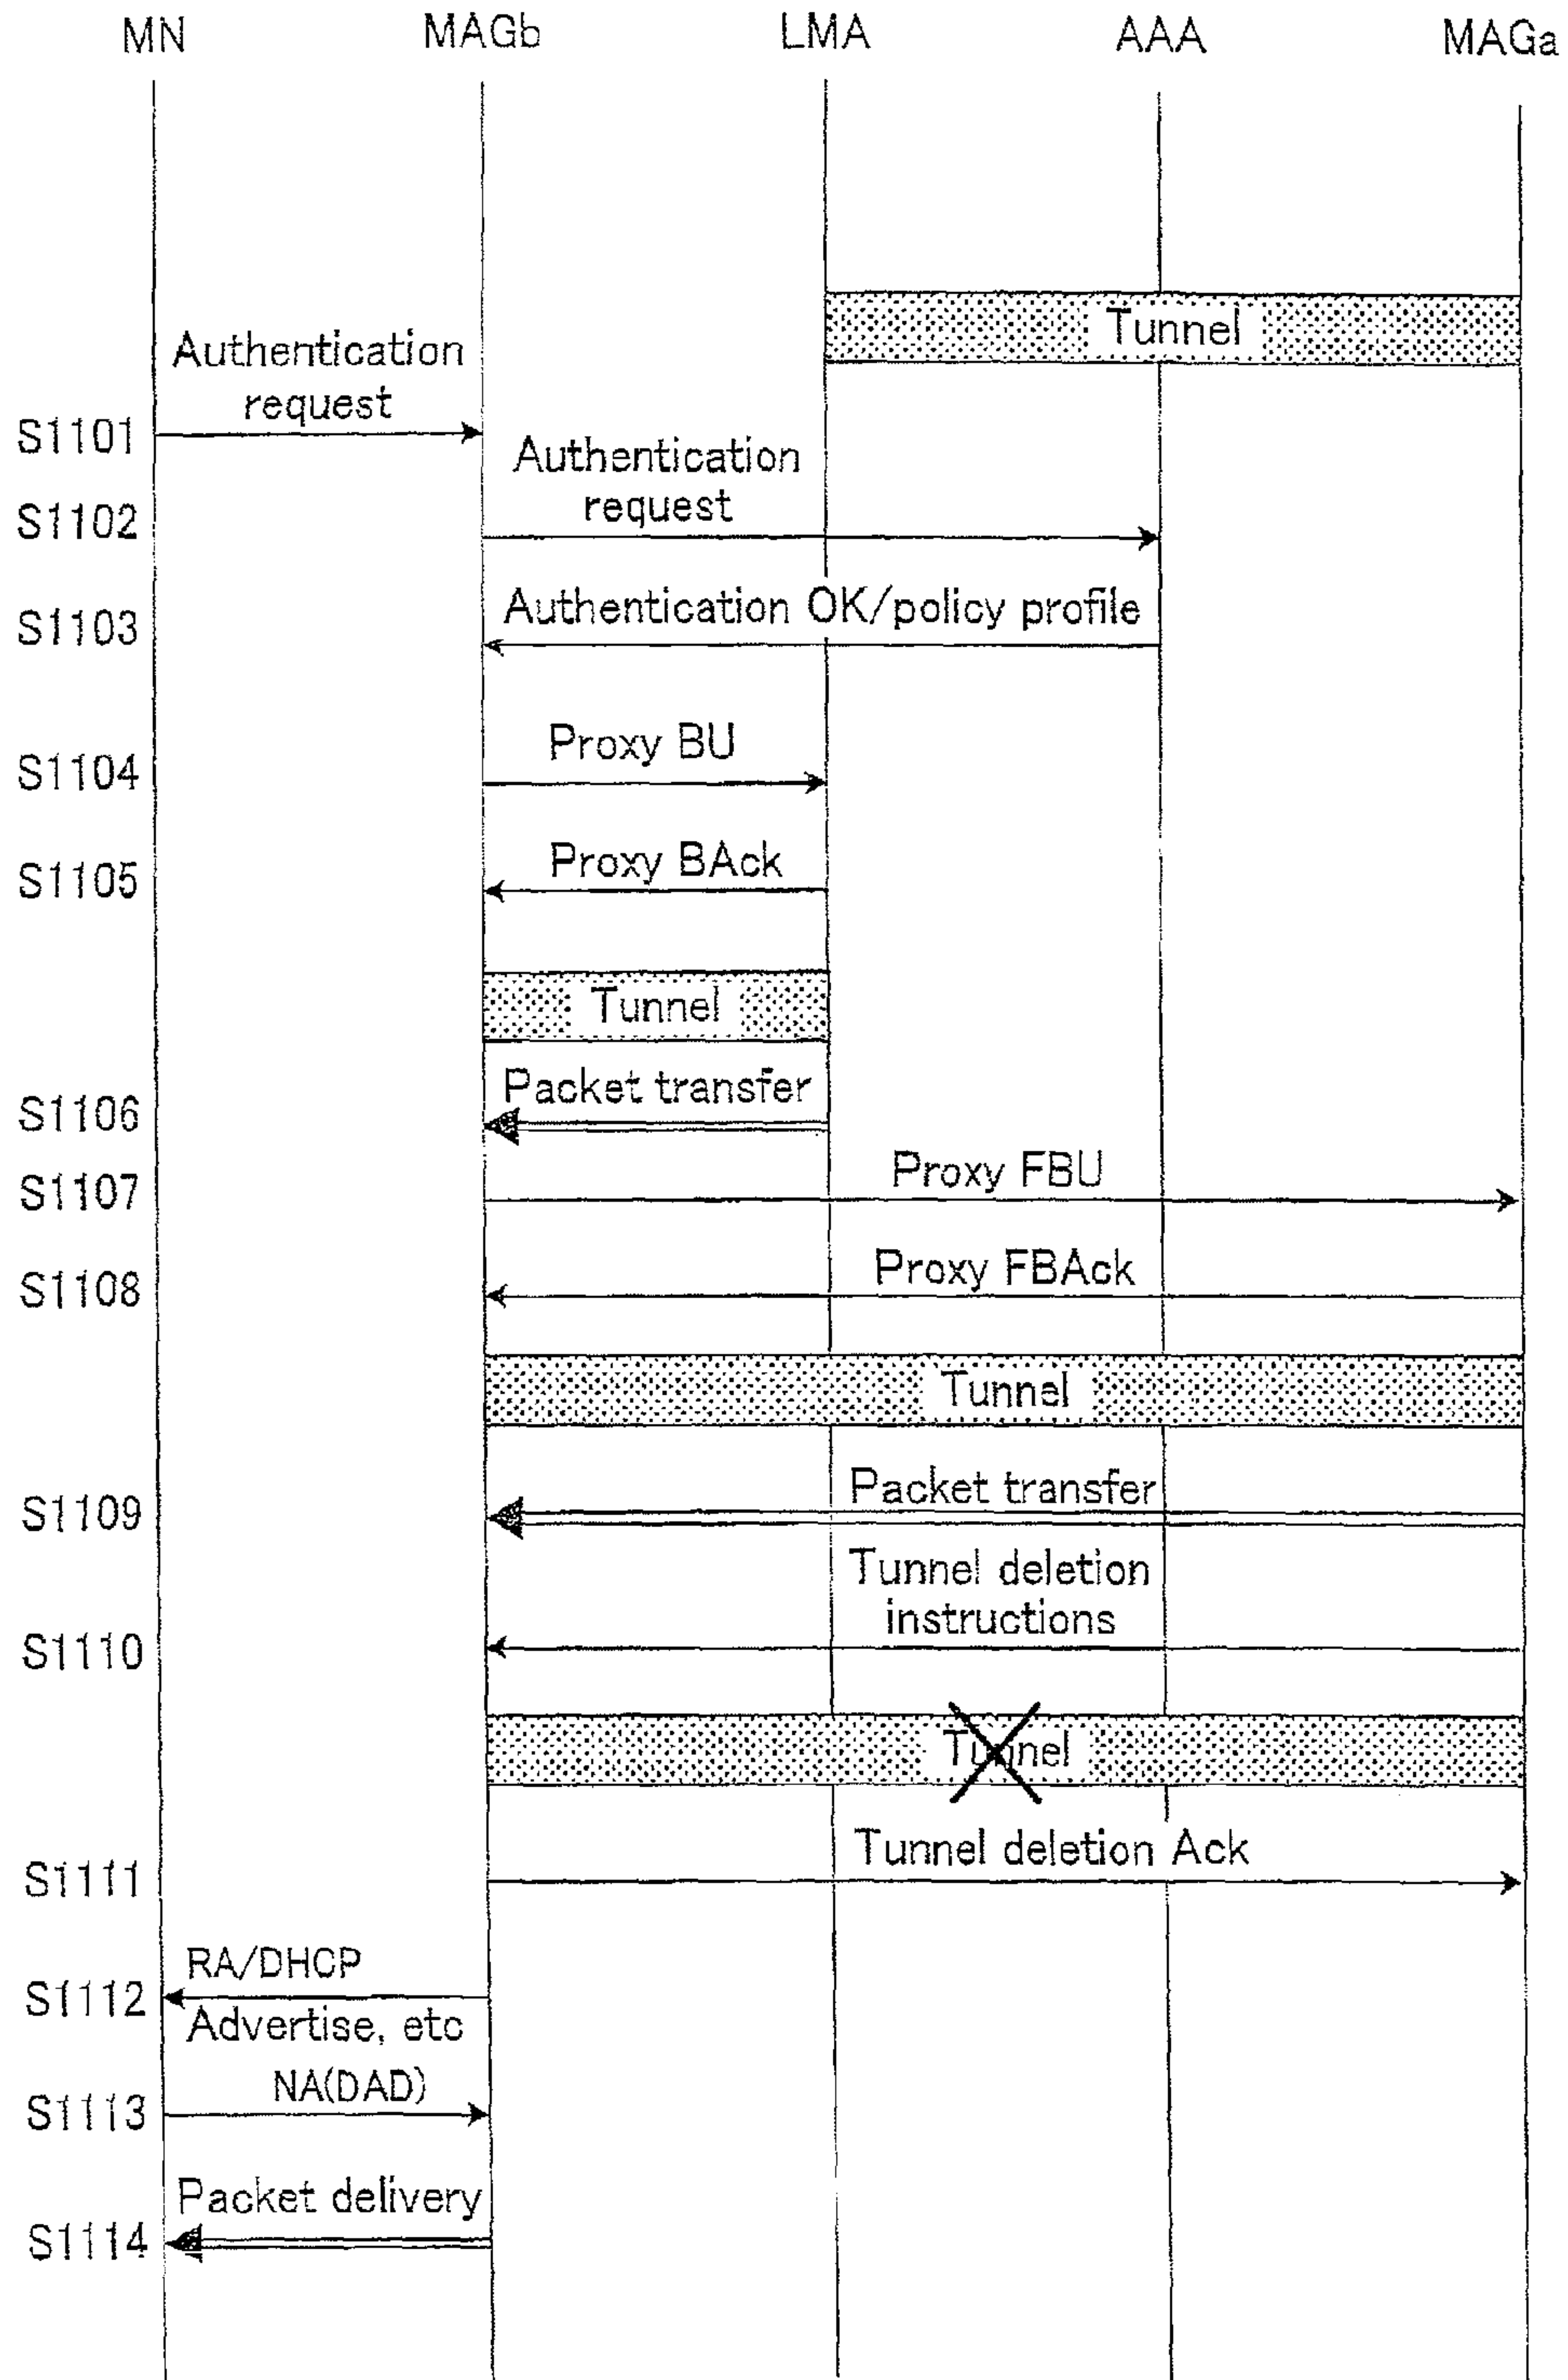 MN MAGb LMA AAA MAGa
Tunnel
Authentication
request
S1101
Authentication
request
S1102
Authentication OK/policy profile
S1103
Proxy BU
S1104
Proxy BAck
S1105
Tunnel
Packet transfer
S1106
Proxy FBU
S1107
Proxy FBAck
S1108
Tunnel
Packet transfer
S1109
Tunnel deletion
instructions
S1110
Tunnel
Tunnel deletion Ack
S1111
RA/DHCP
S1112
Advertise, etc
NA(DAD)
S1113
Packet delivery
S1114